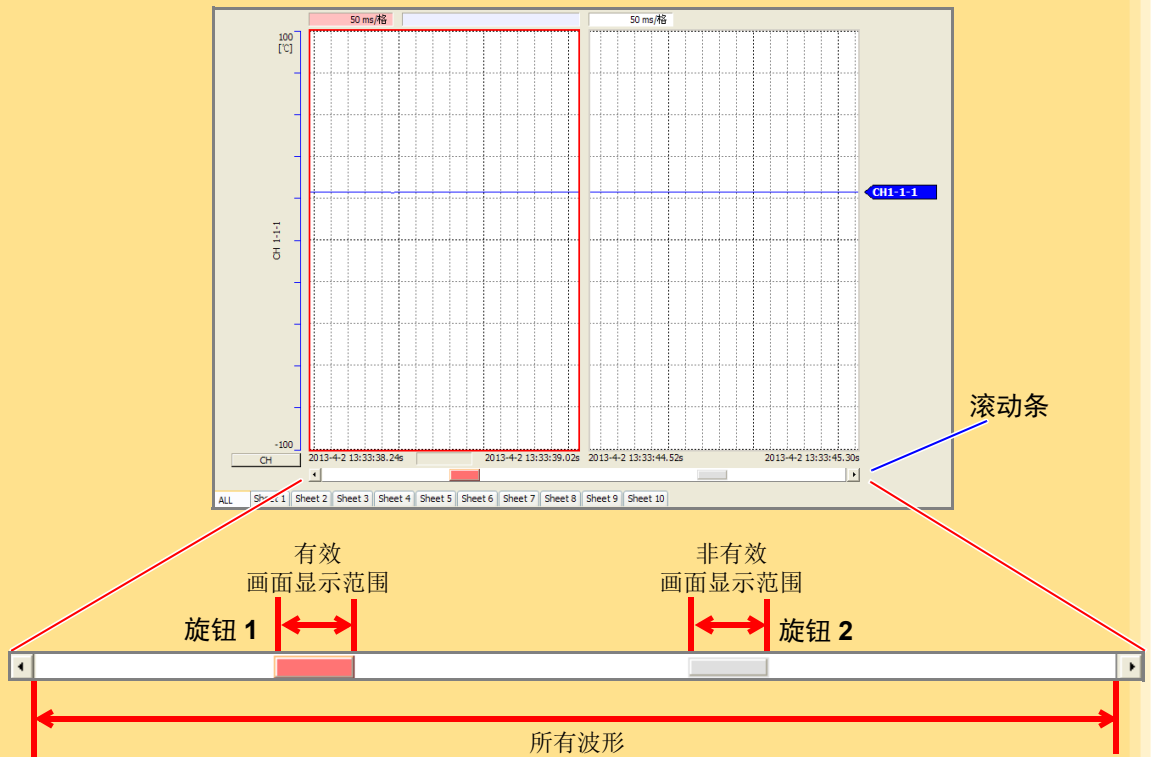 50 ms/格
50 ms/格
100
[℃]
CH 1-1-1
CH1-1-1
-100
CH
2013-4-2 13:33:38.24s
2013-4-2 13:33:39.02s
2013-4-2 13:33:44.52s
2013-4-2 13:33:45.30s
滚动条
ALL
Sheet 1
Sheet 2
Sheet 3
Sheet 4
Sheet 5
Sheet 6
Sheet 7
Sheet 8
Sheet 9
Sheet 10
有效
画面显示范围
非有效
画面显示范围
旋钮 1
旋钮 2
所有波形